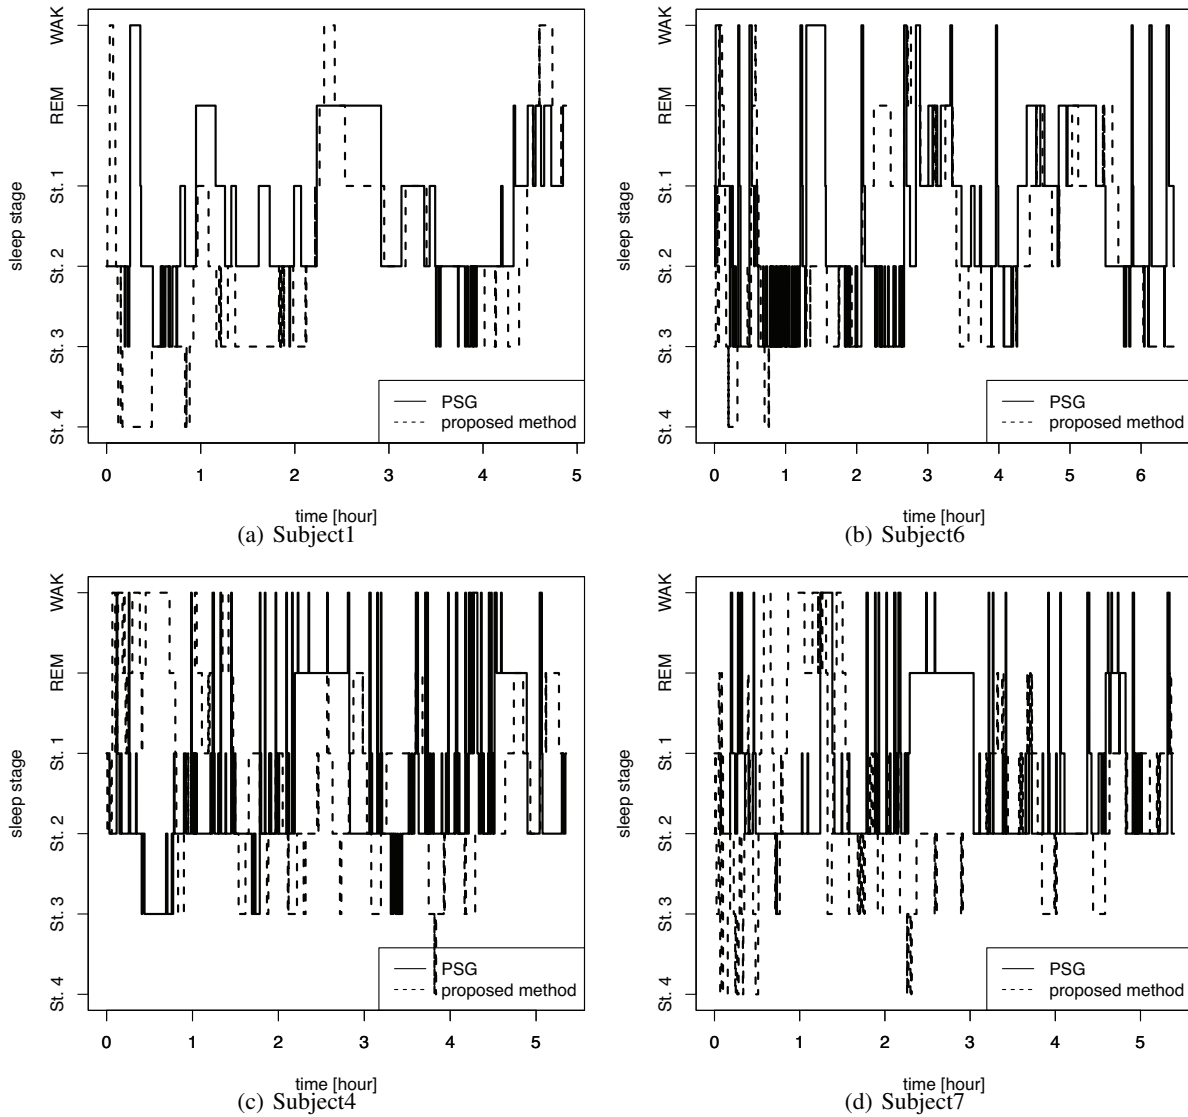 WAK
REM
St. 1
St. 2
St. 3
St. 4
sleep stage
PSG
proposed method
0 1 2 3 4 5
time [hour]
(a) Subject1
WAK
REM
St. 1
St. 2
St. 3
St. 4
sleep stage
PSG
proposed method
0 1 2 3 4 5 6
time [hour]
(b) Subject6
WAK
REM
St. 1
St. 2
St. 3
St. 4
sleep stage
PSG
proposed method
0 1 2 3 4 5
time [hour]
(c) Subject4
WAK
REM
St. 1
St. 2
St. 3
St. 4
sleep stage
PSG
proposed method
0 1 2 3 4 5
time [hour]
(d) Subject7